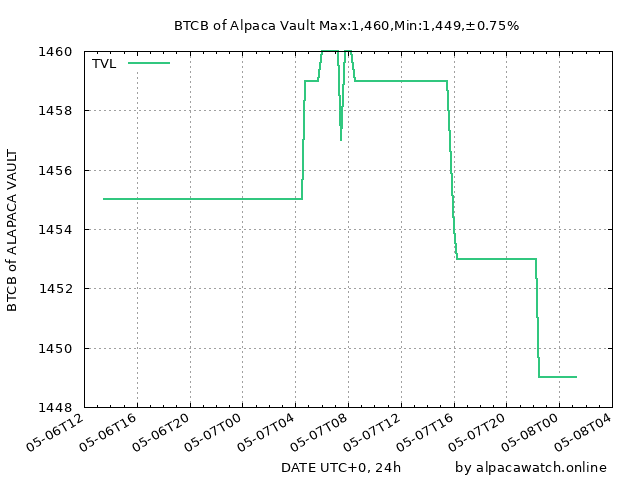 BTCB of Alpaca Vault Max:1,460,Min:1,449,±0.75%
TVL
1460
1458
1456
1454
1452
1450
1448
BTCB of ALAPACA VAULT
05-06T12
05-06T16
05-06T20
05-07T00
05-07T04
05-07T08
05-07T12
05-07T16
05-07T20
05-08T00
05-08T04
DATE UTC+0, 24h
by alpacawatch.online